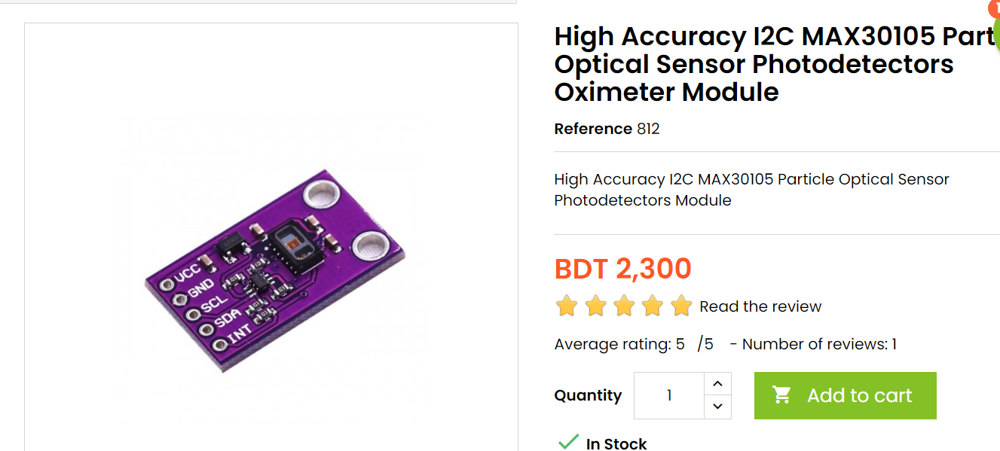 High Accuracy I2C MAX30105 Part
Optical Sensor Photodetectors
Oximeter Module
Reference 812
High Accuracy I2C MAX30105 Particle Optical Sensor
Photodetectors Module
BDT 2,300
Read the review
Average rating: 5 /5 - Number of reviews: 1
Quantity 1 Add to cart
In Stock
VCC
GND
SCL
SDA
INT